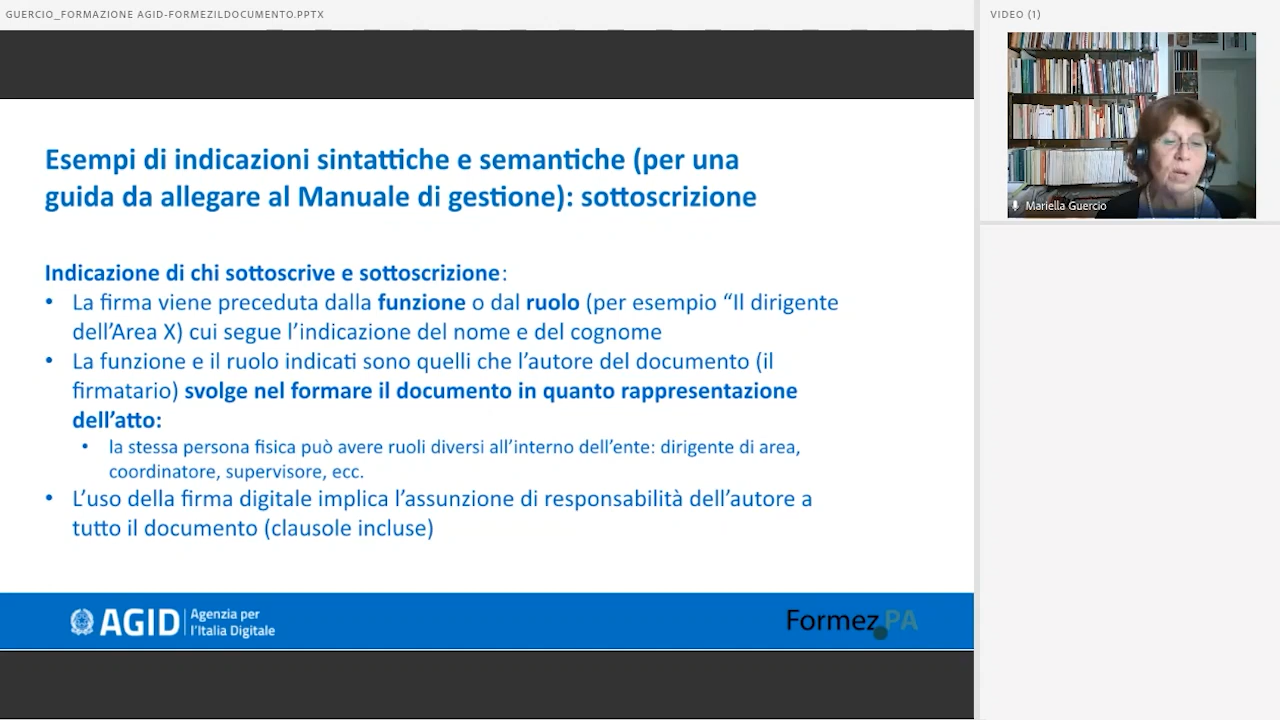 GUERCIO_FORMAZIONE AGID-FORMEZILDOCUMENTO.PPTX
VIDEO (1)
Mariella Guercio
Esempi di indicazioni sintattiche e semantiche (per una
guida da allegare al Manuale di gestione): sottoscrizione
Indicazione di chi sottoscrive e sottoscrizione:
• La firma viene preceduta dalla funzione o dal ruolo (per esempio “Il dirigente
dell’Area X) cui segue l’indicazione del nome e del cognome
• La funzione e il ruolo indicati sono quelli che l’autore del documento (il
firmatario) svolge nel formare il documento in quanto rappresentazione
dell’atto:
• la stessa persona fisica può avere ruoli diversi all’interno dell’ente: dirigente di area,
coordinatore, supervisore, ecc.
• L’uso della firma digitale implica l’assunzione di responsabilità dell’autore a
tutto il documento (clausole incluse)
AGID
Agenzia per
l’Italia Digitale
Formez PA